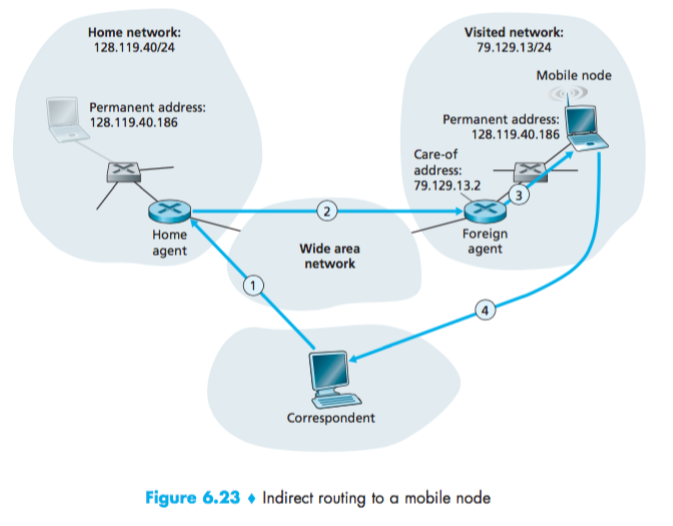 Home network:
128.119.40/24
Permanent address:
128.119.40.186
Home
agent
Visited network:
79.129.13/24
Mobile node
Permanent address:
128.119.40.186
Care-of
address:
79.129.13.2
Foreign
agent
Wide area
network
1
2
3
4
Correspondent
Figure 6.23 ♦ Indirect routing to a mobile node